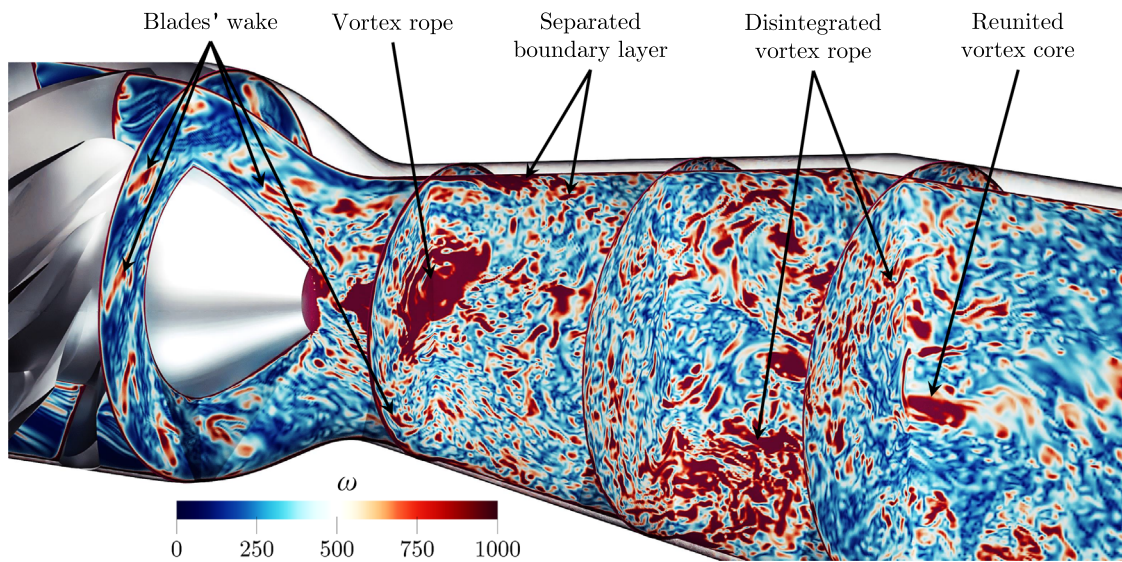 Blades' wake
Vortex rope
Separated
boundary layer
Disintegrated
vortex rope
Reunited
vortex core
ω
0 250 500 750 1000